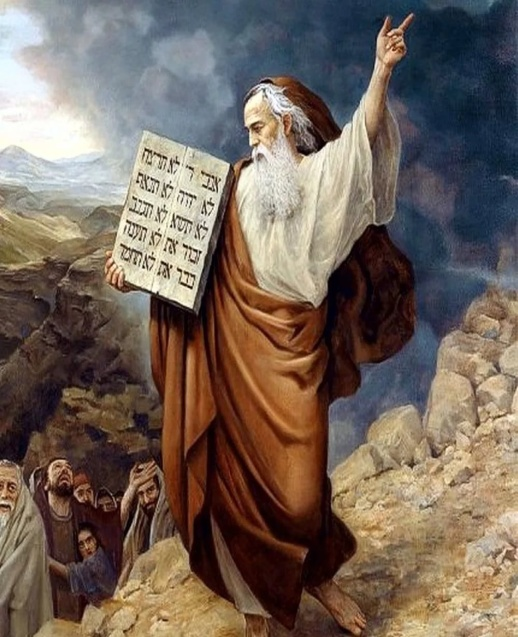 אנכי י' לא תרצח
לא יהיה לא תנאף
לא תשא לא תגנב
זכור את לא תענה
כבד את לא תחמד